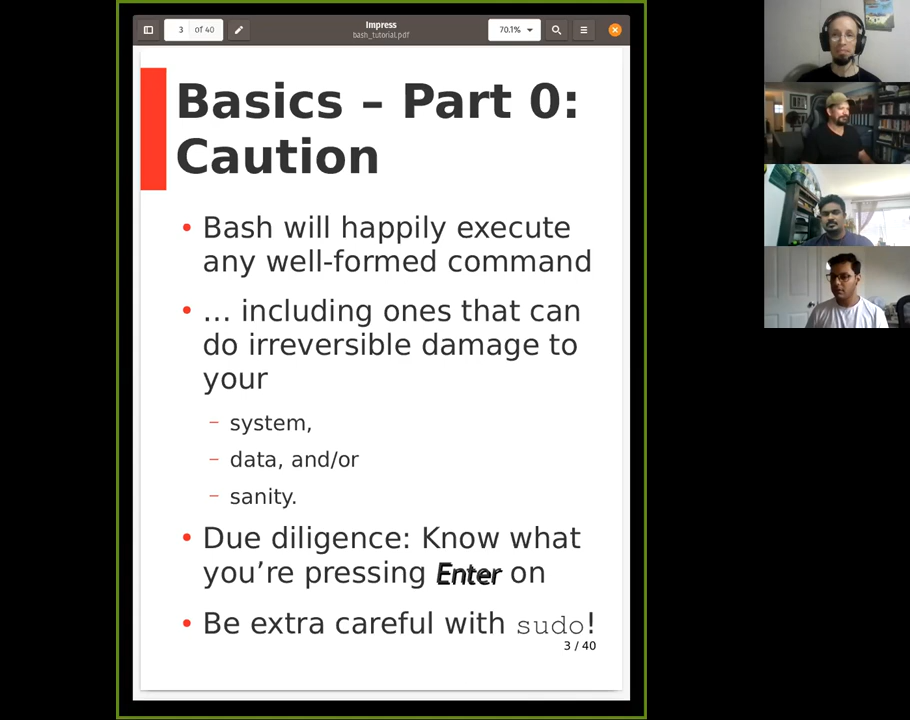 3 of 40
Impress
bash_tutorial.pdf
70.1%
Basics – Part 0:
Caution
• Bash will happily execute
any well-formed command
• … including ones that can
do irreversible damage to
your
– system,
– data, and/or
– sanity.
• Due diligence: Know what
you’re pressing Enter on
• Be extra careful with sudo!
3 / 40